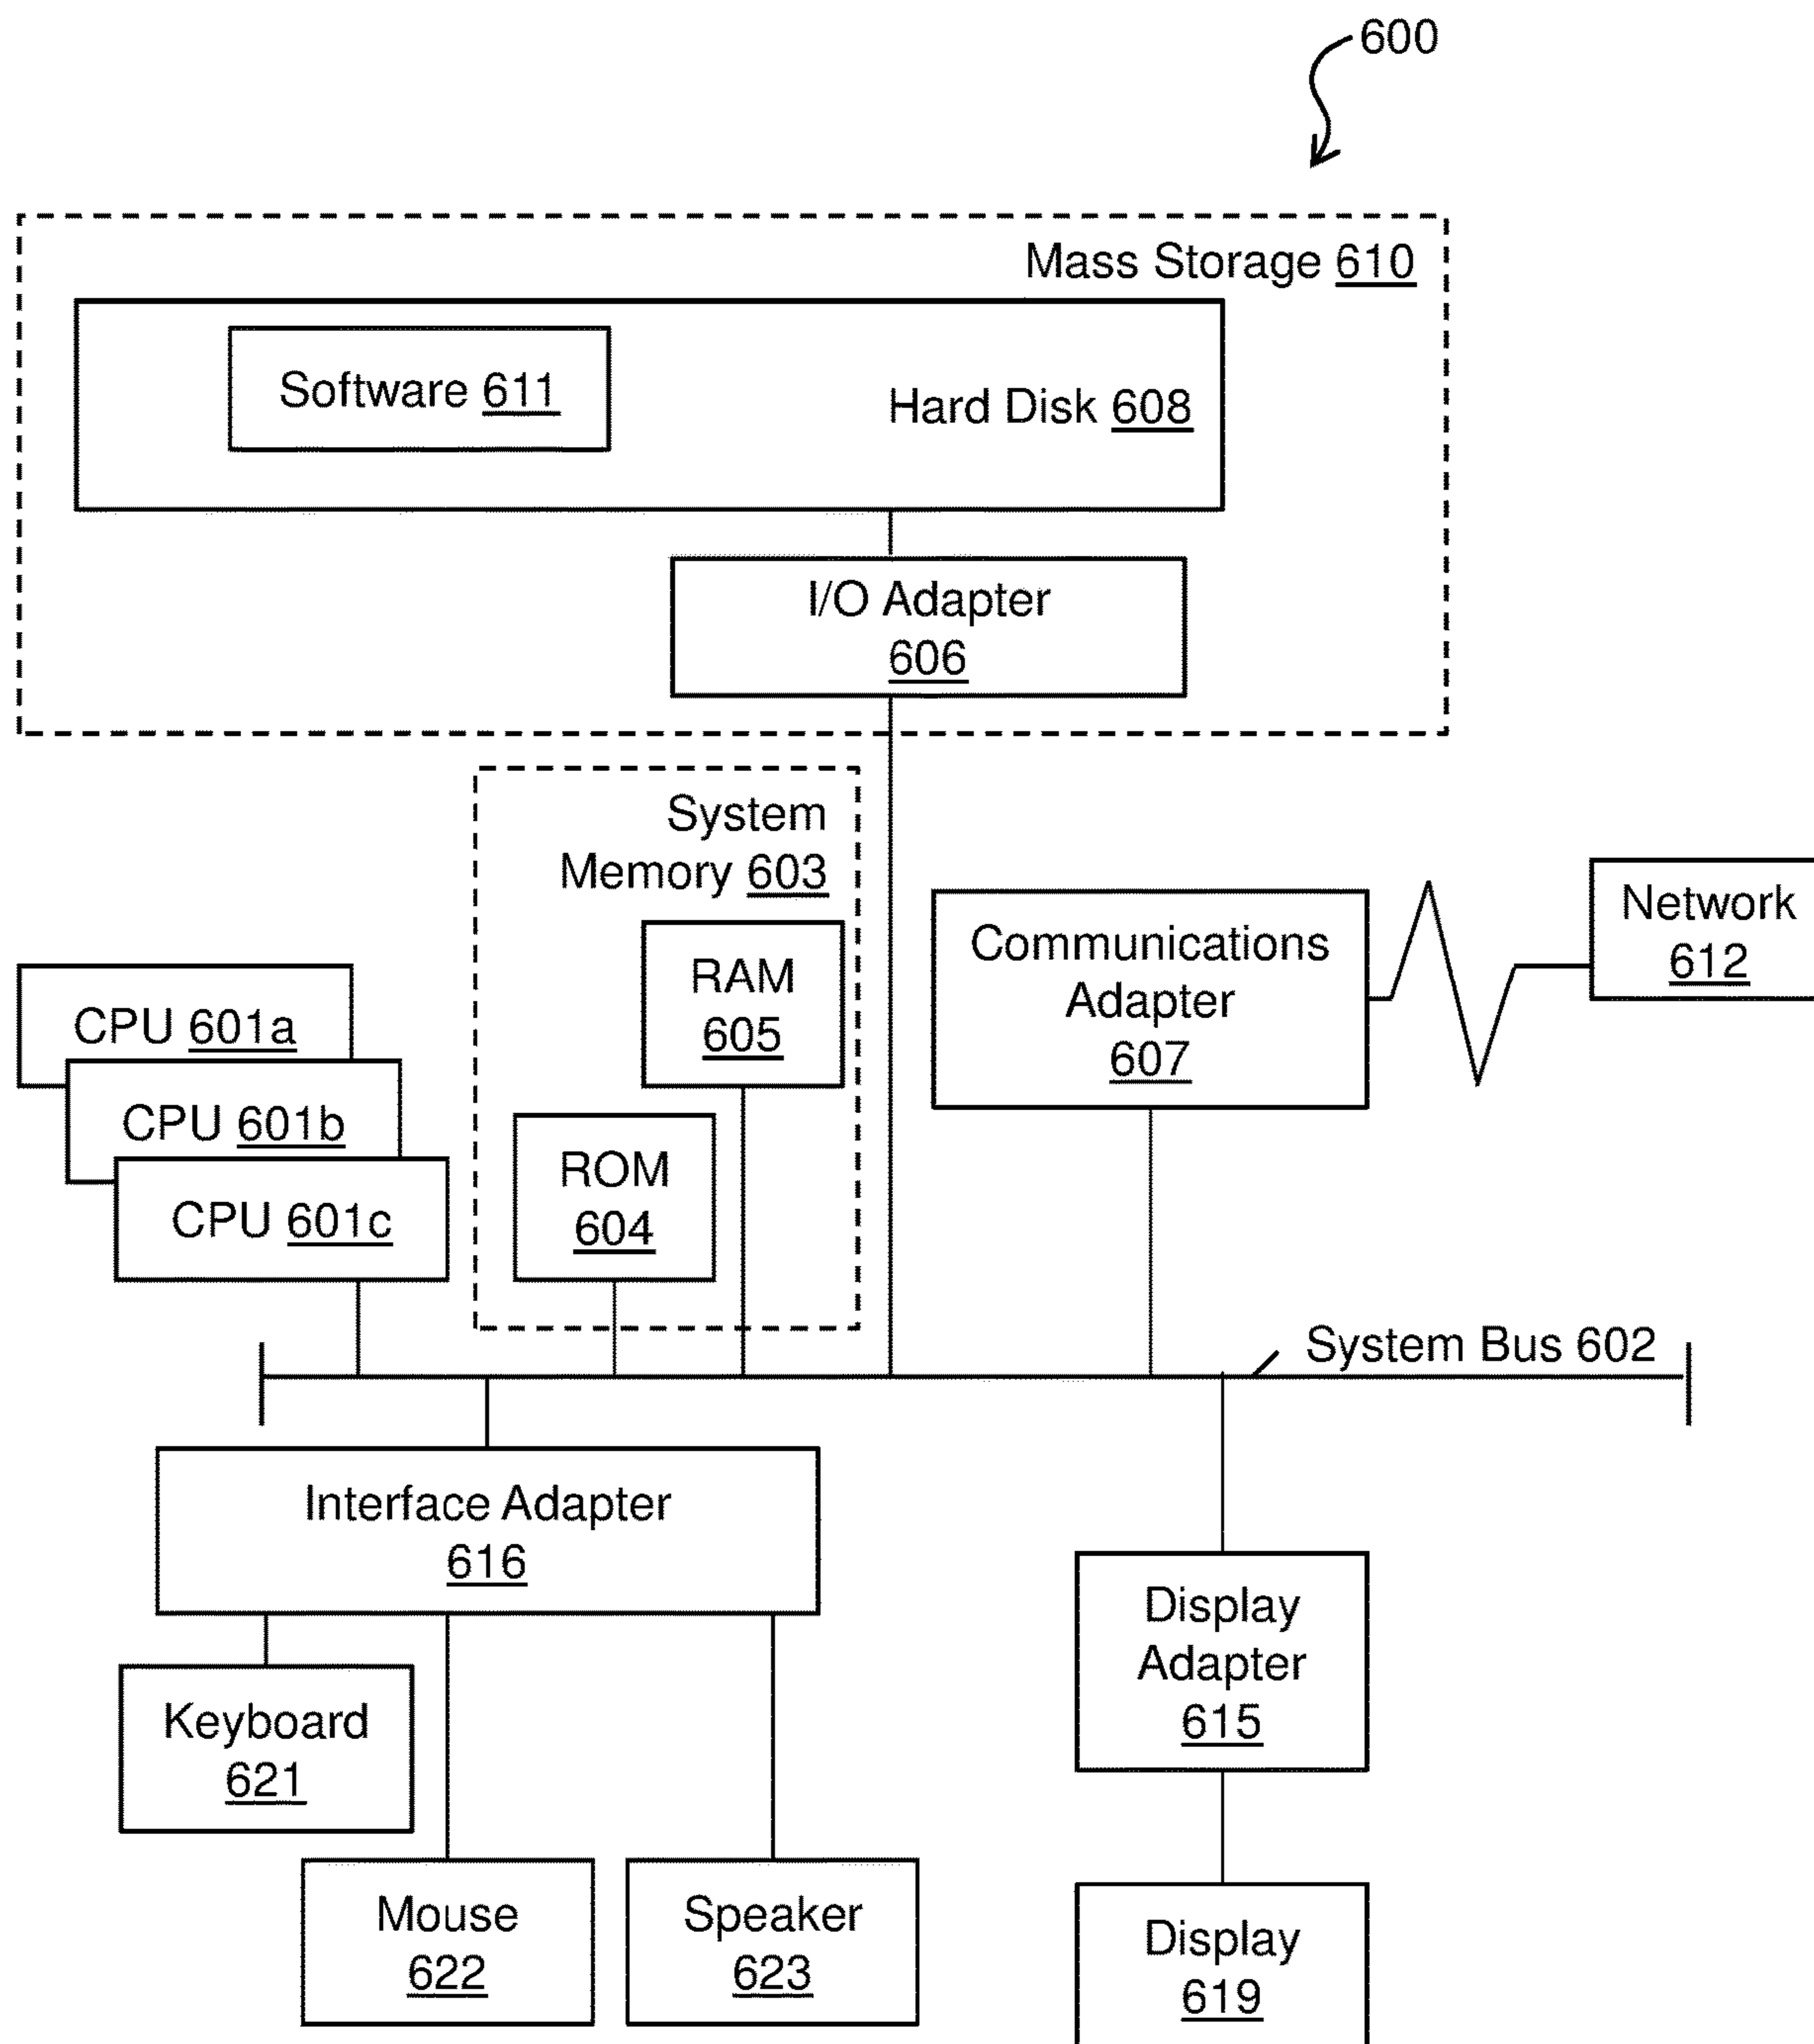 600
Mass Storage 610
Software 611
Hard Disk 608
I/O Adapter
606
System
Memory 603
RAM
605
ROM
604
CPU 601a
CPU 601b
CPU 601c
Communications
Adapter
607
Network
612
System Bus 602
Interface Adapter
616
Keyboard
621
Mouse
622
Speaker
623
Display
Adapter
615
Display
619